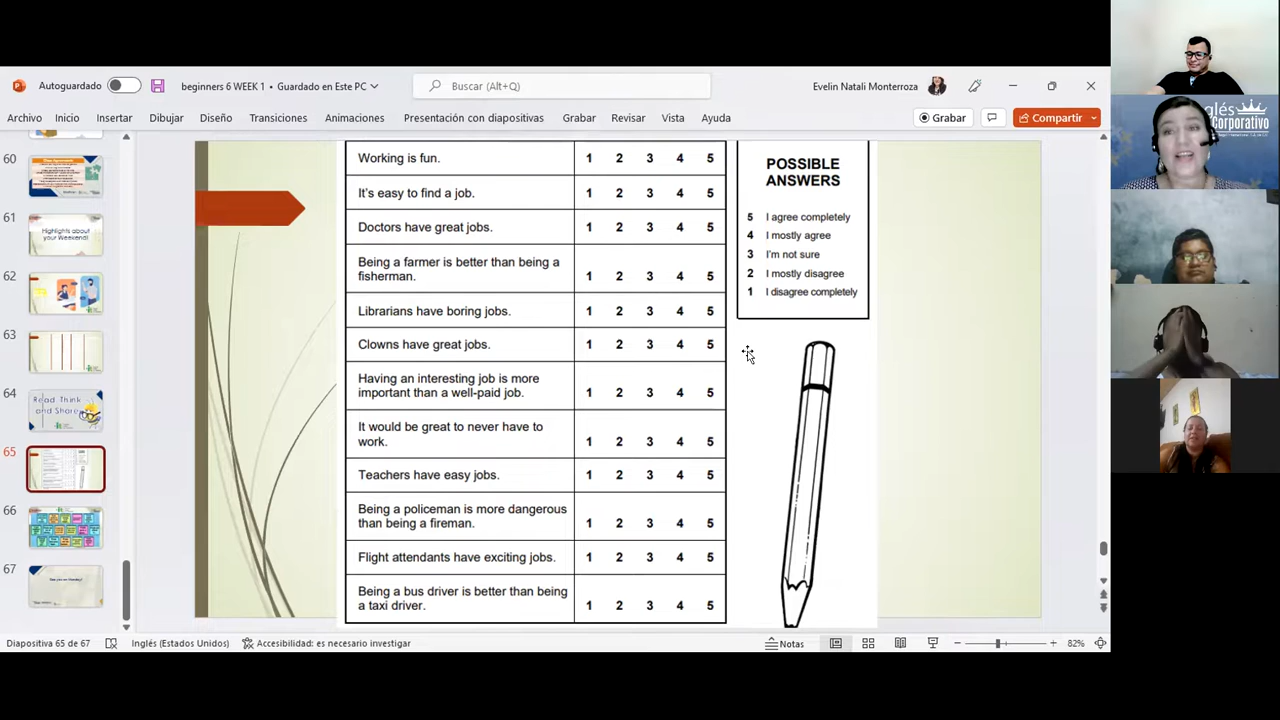 Autoguardado
beginners 6 WEEK 1 • Guardado en Este PC
Buscar (Alt+Q)
Evelin Natali Monterroza
Archivo Inicio Insertar Dibujar Diseño Transiciones Animaciones Presentación con diapositivas Grabar Revisar Vista Ayuda
Grabar
Compartir
60
61
Highlights about
your Weekend!
62
63
64
Read Think
and Share
65
66
67
Working is fun. 1 2 3 4 5
It's easy to find a job. 1 2 3 4 5
Doctors have great jobs. 1 2 3 4 5
Being a farmer is better than being a
fisherman. 1 2 3 4 5
Librarians have boring jobs. 1 2 3 4 5
Clowns have great jobs. 1 2 3 4 5
Having an interesting job is more
important than a well-paid job. 1 2 3 4 5
It would be great to never have to
work. 1 2 3 4 5
Teachers have easy jobs. 1 2 3 4 5
Being a policeman is more dangerous
than being a fireman. 1 2 3 4 5
Flight attendants have exciting jobs. 1 2 3 4 5
Being a bus driver is better than being
a taxi driver. 1 2 3 4 5
POSSIBLE
ANSWERS
5 I agree completely
4 I mostly agree
3 I'm not sure
2 I mostly disagree
1 I disagree completely
glés
Corporativo
Diapositiva 65 de 67
Inglés (Estados Unidos)
Accesibilidad: es necesario investigar
Notas
82%